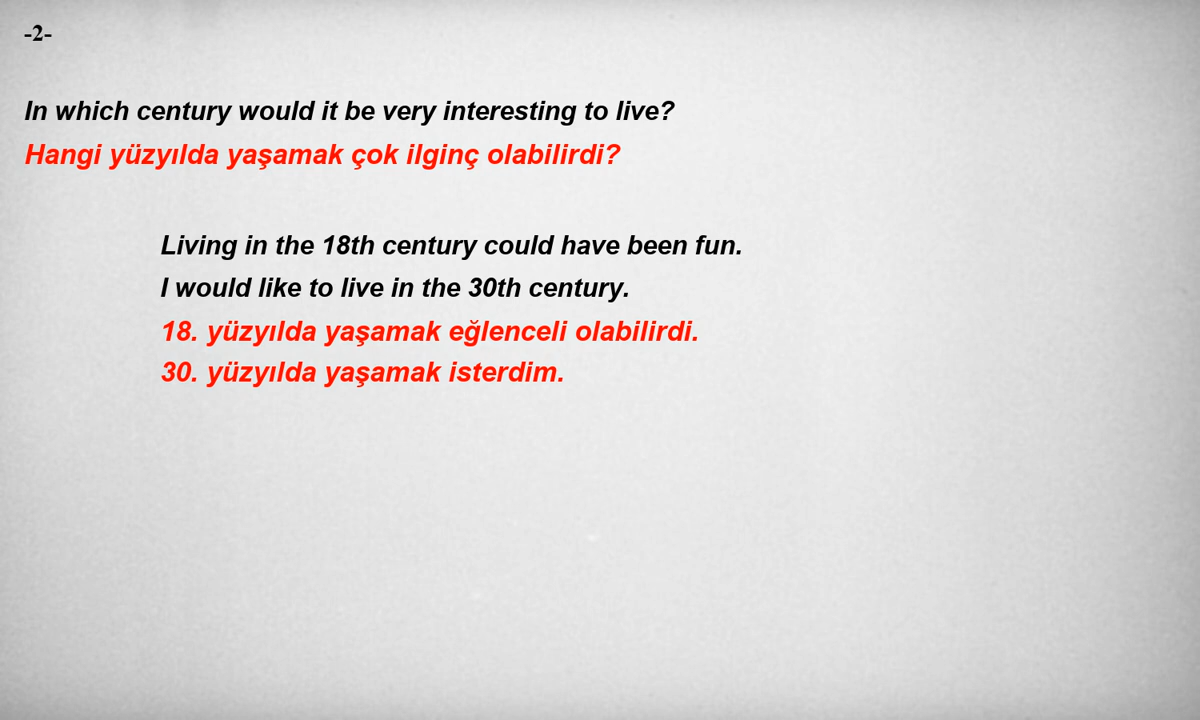 -2-
In which century would it be very interesting to live?
Hangi yüzyılda yaşamak çok ilginç olabilirdi?
Living in the 18th century could have been fun.
I would like to live in the 30th century.
18. yüzyılda yaşamak eğlenceli olabilirdi.
30. yüzyılda yaşamak isterdim.